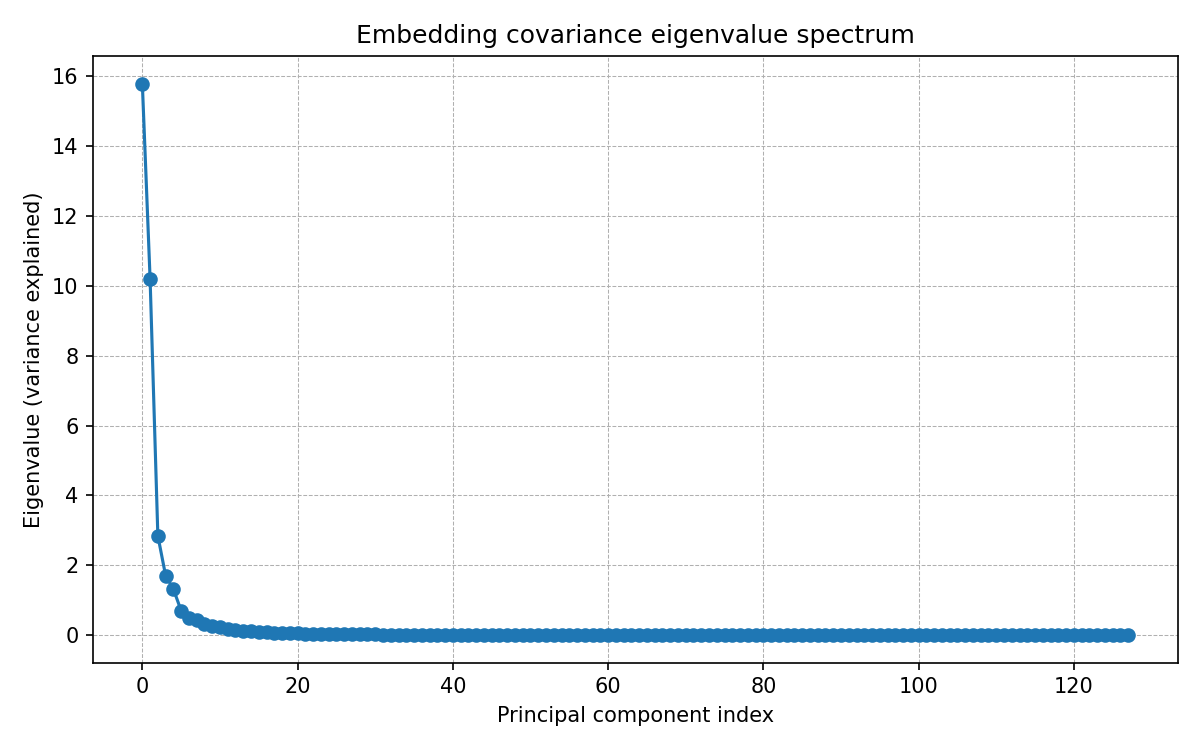 Embedding covariance eigenvalue spectrum
Eigenvalue (variance explained)
16
14
12
10
8
6
4
2
0
0 20 40 60 80 100 120
Principal component index